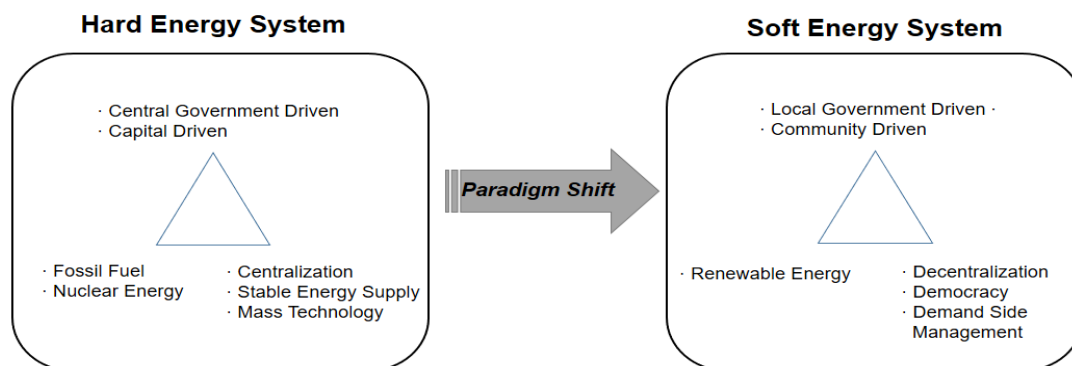 Hard Energy System
· Central Government Driven
· Capital Driven
· Fossil Fuel
· Nuclear Energy
· Centralization
· Stable Energy Supply
· Mass Technology
Paradigm Shift
Soft Energy System
· Local Government Driven ·
· Community Driven
· Renewable Energy
· Decentralization
· Democracy
· Demand Side
Management